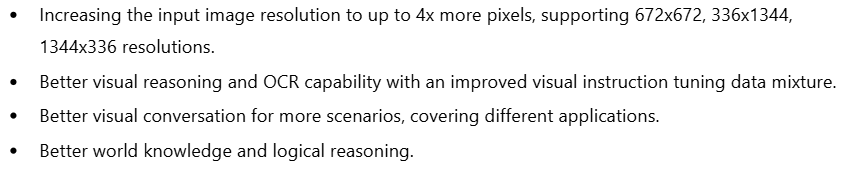 • Increasing the input image resolution to up to 4x more pixels, supporting 672x672, 336x1344,
1344x336 resolutions.
• Better visual reasoning and OCR capability with an improved visual instruction tuning data mixture.
• Better visual conversation for more scenarios, covering different applications.
• Better world knowledge and logical reasoning.